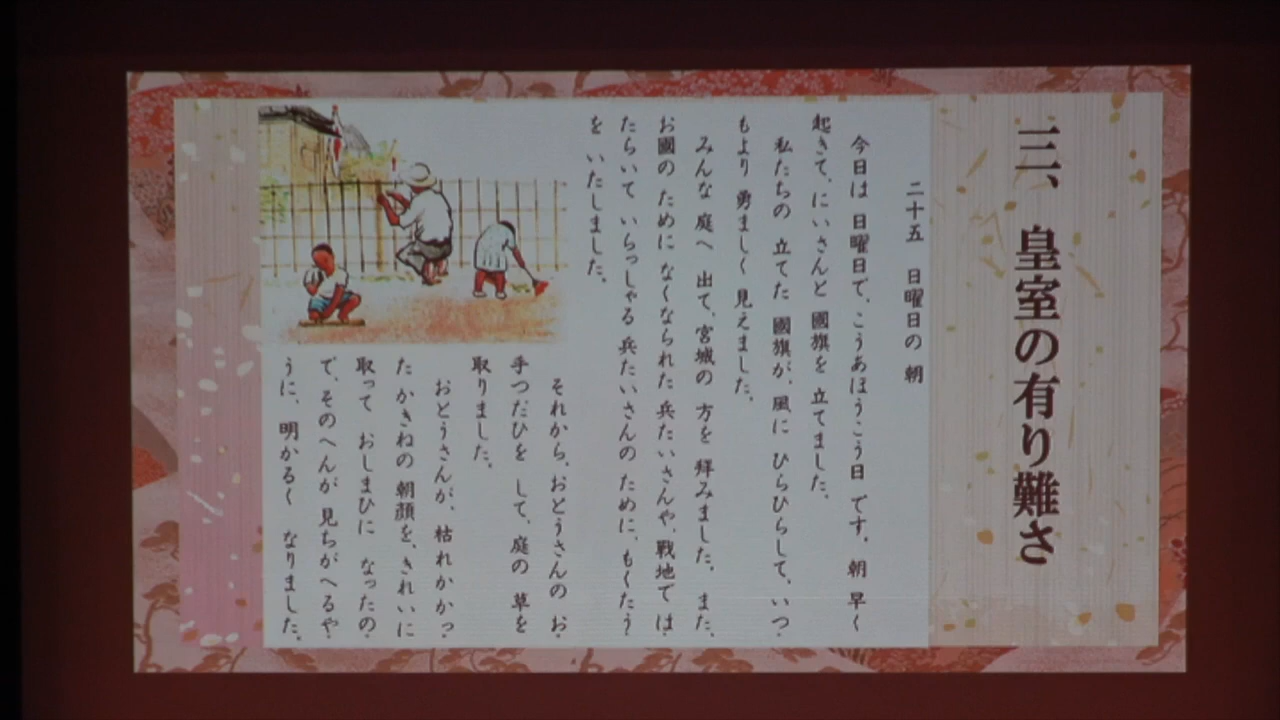 三、皇室の有り難さ
二十五 日曜日の 朝
今日は 日曜日で、こうあほうこう日 です。朝 早く
起きて、にいさんと 國旗を 立てました。
私たちの 立てた 國旗が、風に ひらひらして、いつ
もより 勇ましく 見えました。
みんな 庭へ 出て、宮城の 方を 拜みました。また、
お國の ために なくなられた 兵たいさんや、戰地で は
たらいて いらっしゃる 兵たいさんの ために、もくたう
を いたしました。
それから、おとうさんの お
手つだひを して、庭の 草を
取りました。
おとうさんが、枯れかかっ
た かきねの 朝顔を、きれいに
取って おしまひに なったの
で、そのへんが 見ちがへるや
うに、明かるく なりました。